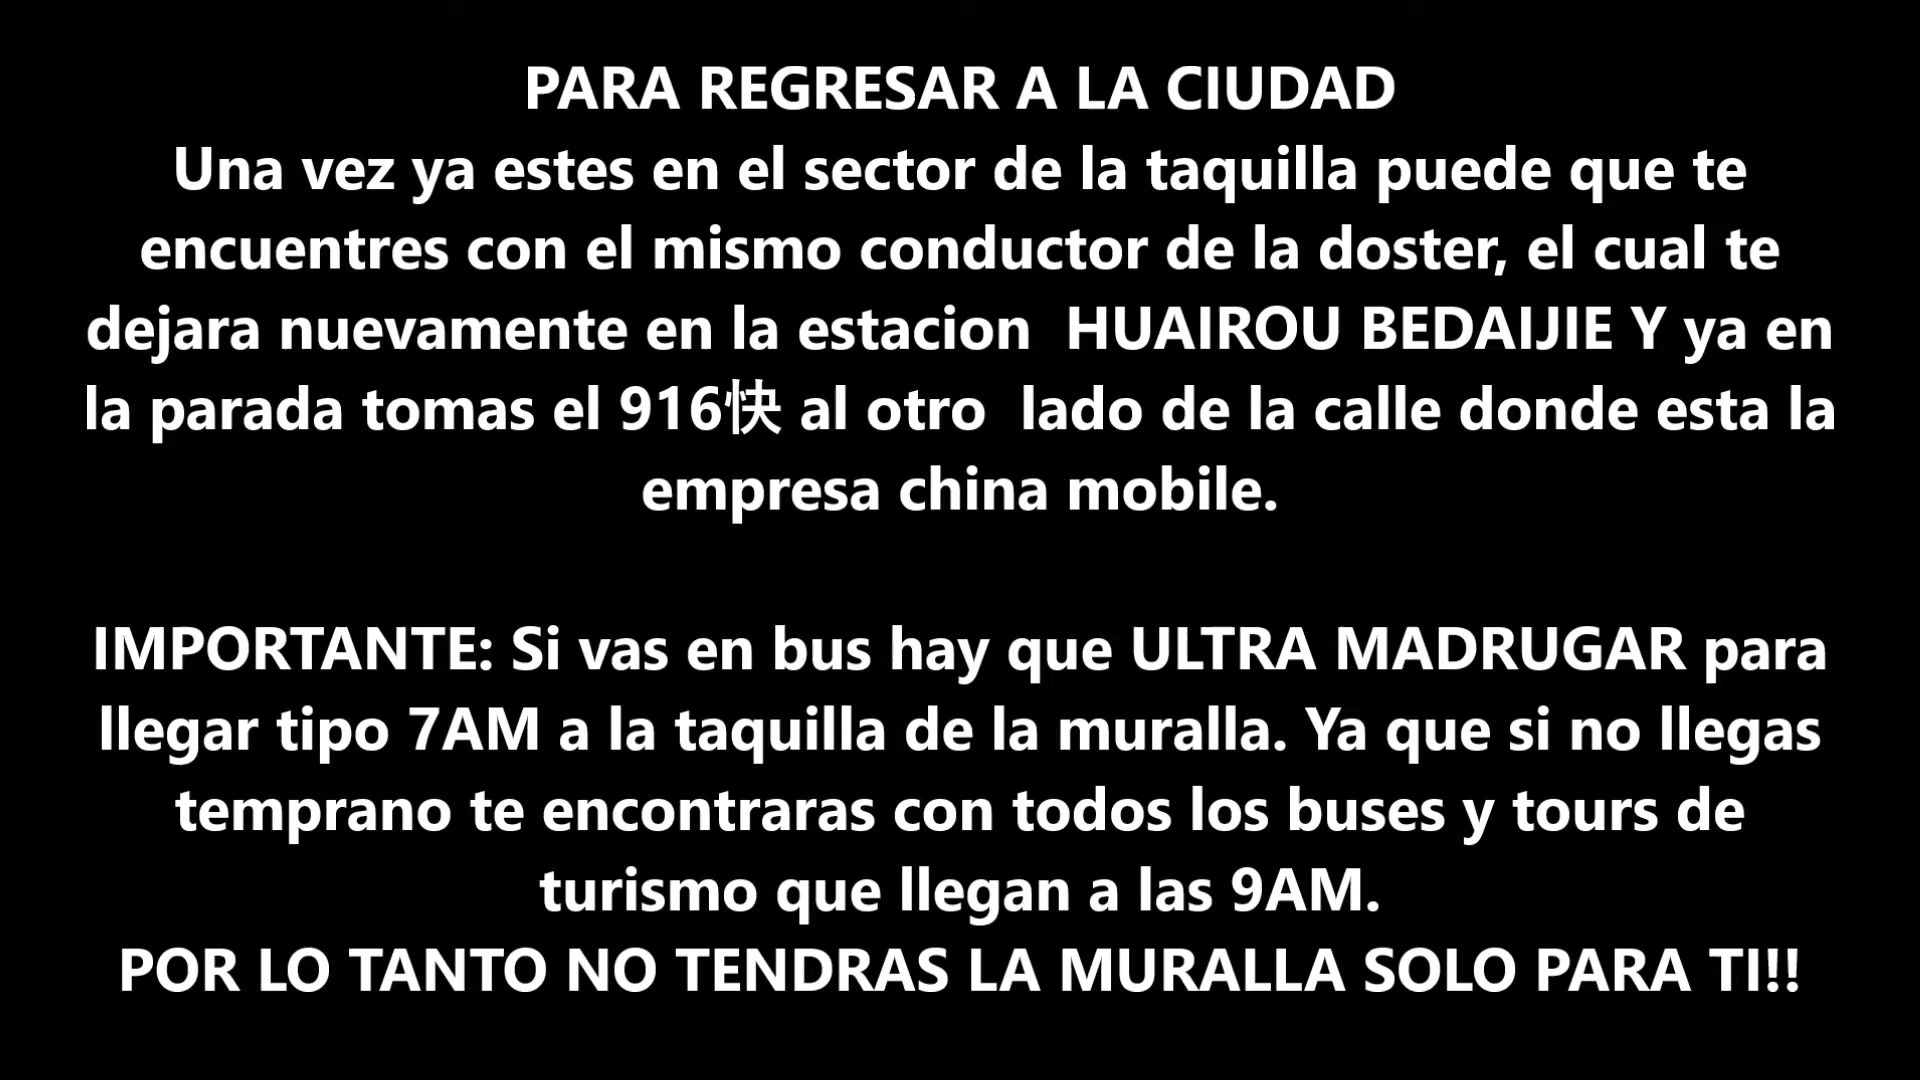 PARA REGRESAR A LA CIUDAD
Una vez ya estes en el sector de la taquilla puede que te
encuentres con el mismo conductor de la doster, el cual te
dejara nuevamente en la estacion  HUAIROU BEDAIJIE Y ya en
la parada tomas el 916快 al otro  lado de la calle donde esta la
empresa china mobile.
IMPORTANTE: Si vas en bus hay que ULTRA MADRUGAR para
llegar tipo 7AM a la taquilla de la muralla. Ya que si no llegas
temprano te encontraras con todos los buses y tours de
turismo que llegan a las 9AM.
POR LO TANTO NO TENDRAS LA MURALLA SOLO PARA TI!!